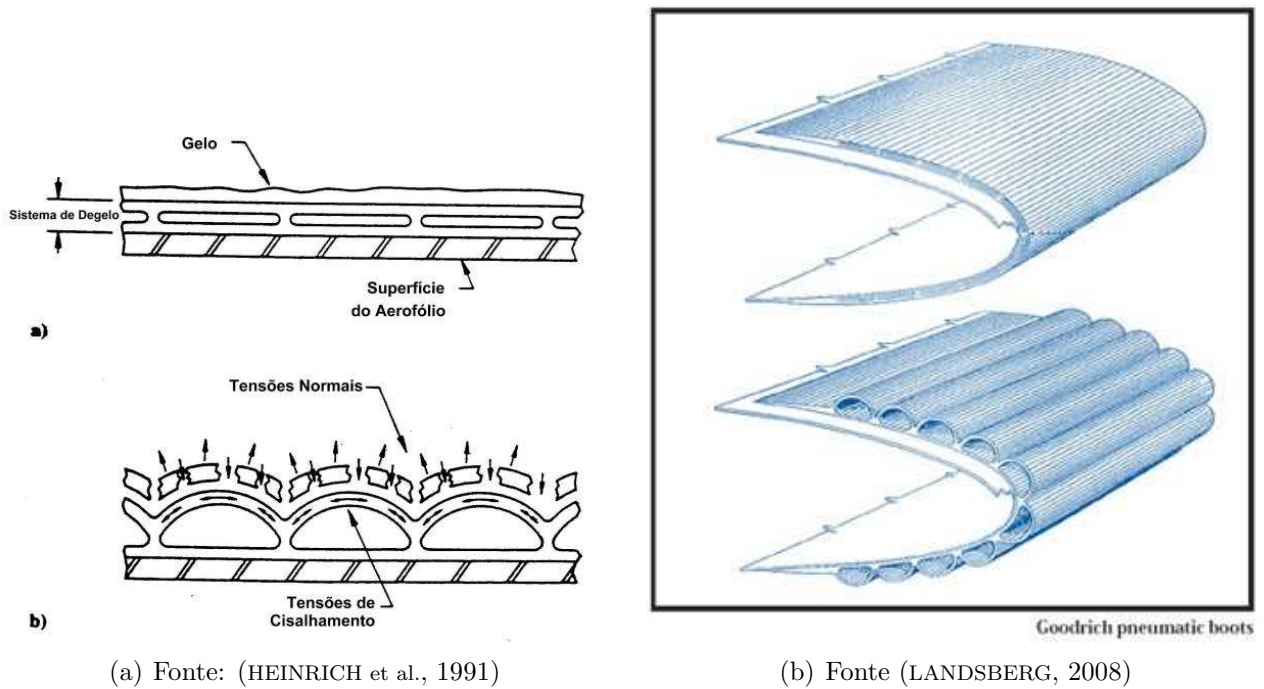 Gelo
Sistema de Degelo
Superfície
do Aerofólio
a)
Tensões Normais
Tensões de
Cisalhamento
b)
Goodrich pneumatic boots
(a) Fonte: (HEINRICH et al., 1991)
(b) Fonte (LANDSBERG, 2008)